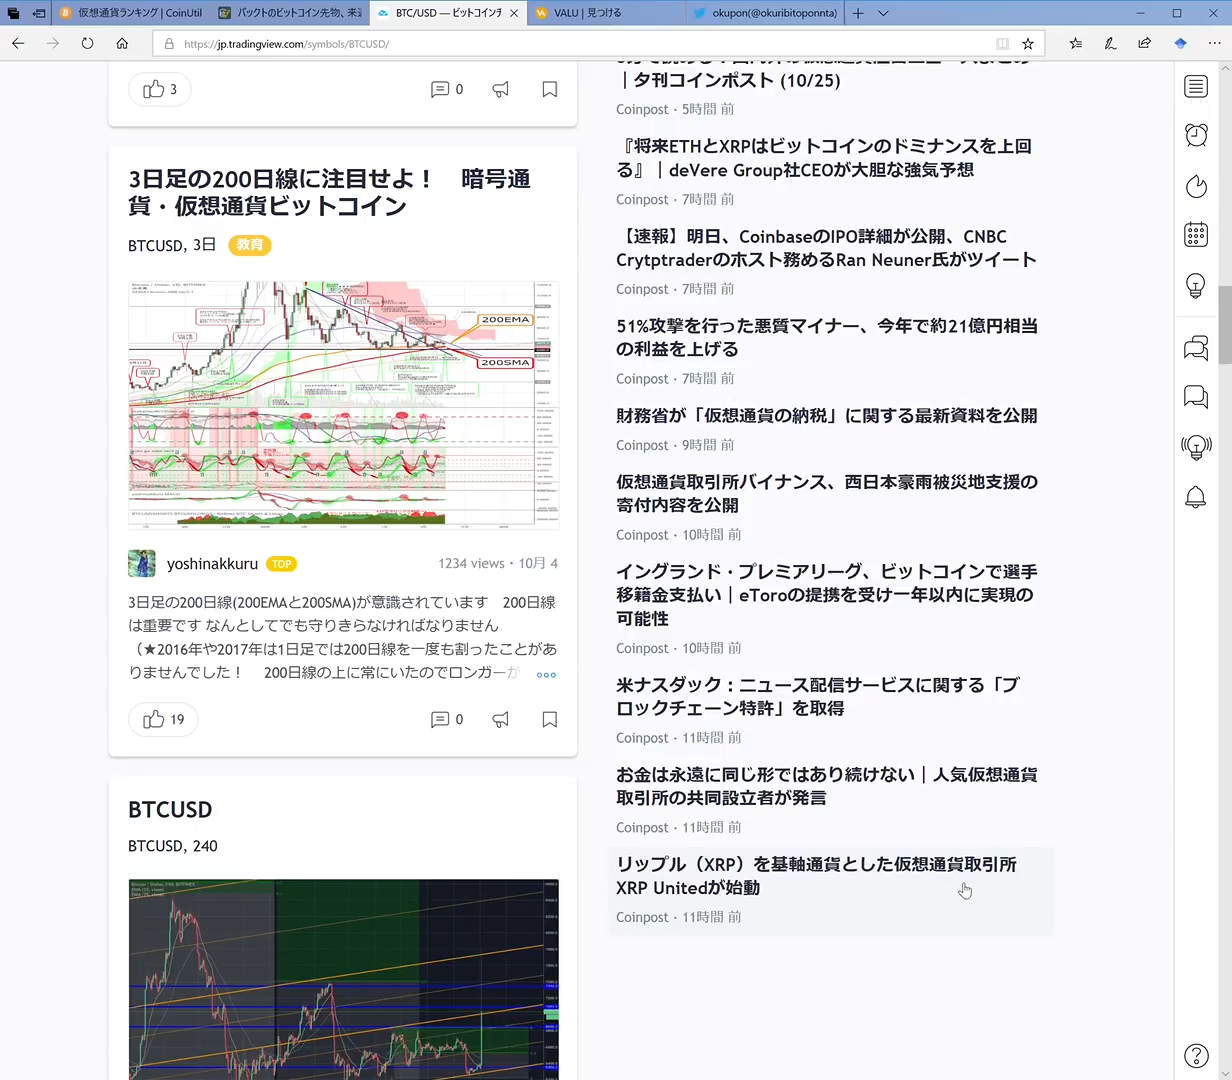 仮想通貨ランキング | CoinUtil
バックトのビットコイン先物、来週
BTC/USD — ビットコインチ
VALU | 見つける
okupon(@okuribitoponnta)
https://jp.tradingview.com/symbols/BTCUSD/
3
0
3日足の200日線に注目せよ！　暗号通
貨・仮想通貨ビットコイン
BTCUSD, 3日
教育
200EMA
200SMA
yoshinakkuru
TOP
1234 views • 10月 4
3日足の200日線(200EMAと200SMA)が意識されています　200日線
は重要です なんとしてでも守りきらなければなりません
（★2016年や2017年は1日足では200日線を一度も割ったことがあ
りませんでした！　200日線の上に常にいたのでロンガーが
19
0
BTCUSD
BTCUSD, 240
｜夕刊コインポスト (10/25)
Coinpost • 5時間 前
『将来ETHとXRPはビットコインのドミナンスを上回
る』｜deVere Group社CEOが大胆な強気予想
Coinpost • 7時間 前
【速報】明日、CoinbaseのIPO詳細が公開、CNBC
Crytptraderのホスト務めるRan Neuner氏がツイート
Coinpost • 7時間 前
51%攻撃を行った悪質マイナー、今年で約21億円相当
の利益を上げる
Coinpost • 7時間 前
財務省が「仮想通貨の納税」に関する最新資料を公開
Coinpost • 9時間 前
仮想通貨取引所バイナンス、西日本豪雨被災地支援の
寄付内容を公開
Coinpost • 10時間 前
イングランド・プレミアリーグ、ビットコインで選手
移籍金支払い｜eToroの提携を受け一年以内に実現の
可能性
Coinpost • 10時間 前
米ナスダック：ニュース配信サービスに関する「ブ
ロックチェーン特許」を取得
Coinpost • 11時間 前
お金は永遠に同じ形ではあり続けない｜人気仮想通貨
取引所の共同設立者が発言
Coinpost • 11時間 前
リップル（XRP）を基軸通貨とした仮想通貨取引所
XRP Unitedが始動
Coinpost • 11時間 前